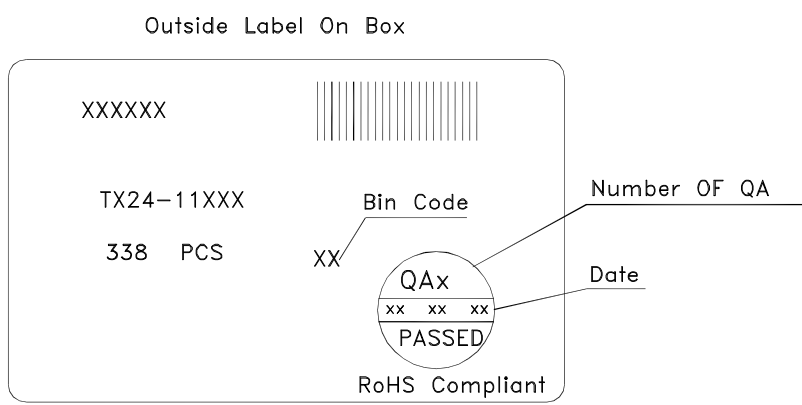 Outside Label On Box
XXXXXX
TX24-11XXX
Bin Code
Number OF QA
338 PCS
XX
QAx
Date
xx xx xx
PASSED
RoHS Compliant